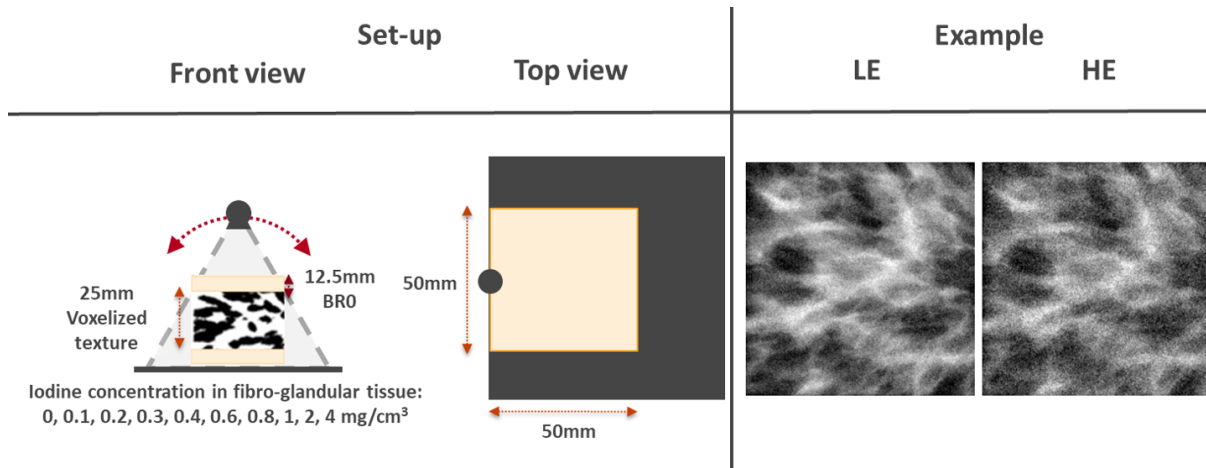 Set-up
Example
Front view
Top view
LE
HE
12.5mm
BR0
25mm
Voxelized
texture
50mm
50mm
Iodine concentration in fibro-glandular tissue:
0, 0.1, 0.2, 0.3, 0.4, 0.6, 0.8, 1, 2, 4 mg/cm³